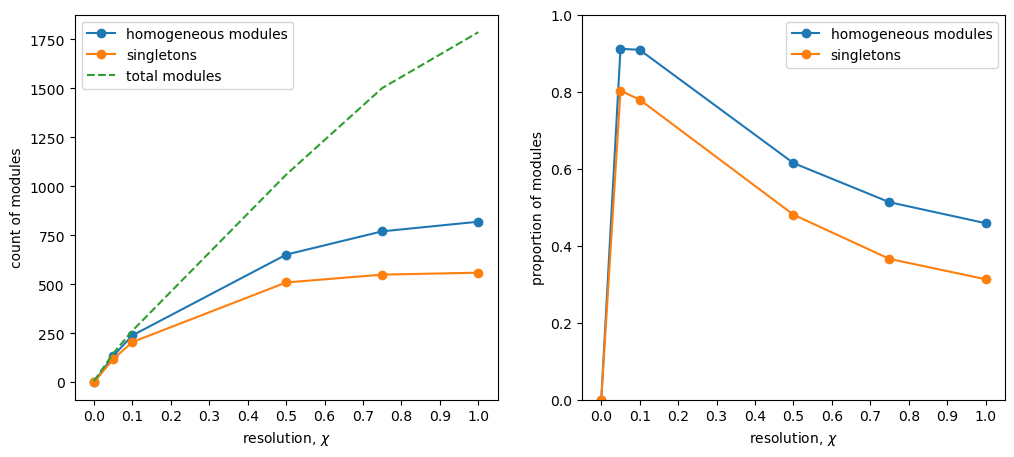 homogeneous modules
singletons
total modules
count of modules
1750
1500
1250
1000
750
500
250
0
0.0 0.1 0.2 0.3 0.4 0.5 0.6 0.7 0.8 0.9 1.0
resolution, χ
homogeneous modules
singletons
proportion of modules
1.0
0.8
0.6
0.4
0.2
0.0
0.0 0.1 0.2 0.3 0.4 0.5 0.6 0.7 0.8 0.9 1.0
resolution, χ